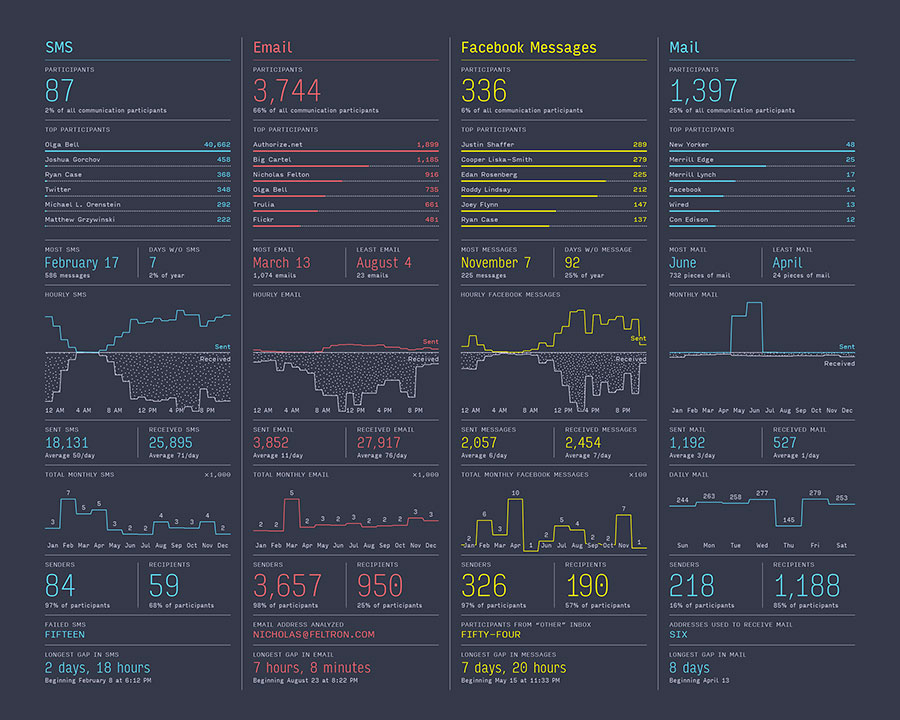 SMS
PARTICIPANTS
87
2% of all communication participants
TOP PARTICIPANTS
Olga Bell 40,662
Joshua Gorchov 458
Ryan Case 368
Twitter 348
Michael L. Orenstein 292
Matthew Grzywinski 222
MOST SMS
February 17
586 messages
DAYS W/O SMS
7
2% of year
HOURLY SMS
Sent
Received
12 AM 4 AM 8 AM 12 PM 4 PM 8 PM
SENT SMS
18,131
Average 50/day
RECEIVED SMS
25,895
Average 71/day
TOTAL MONTHLY SMS ×1,000
3 7 5 5 3 2 2 4 3 3 4 2
Jan Feb Mar Apr May Jun Jul Aug Sep Oct Nov Dec
SENDERS
84
97% of participants
RECIPIENTS
59
68% of participants
FAILED SMS
FIFTEEN
LONGEST GAP IN SMS
2 days, 18 hours
Beginning February 8 at 6:12 PM
Email
PARTICIPANTS
3,744
66% of all communication participants
TOP PARTICIPANTS
Authorize.net 1,899
Big Cartel 1,185
Nicholas Felton 916
Olga Bell 735
Trulia 661
Flickr 481
MOST EMAIL
March 13
1,074 emails
LEAST EMAIL
August 4
23 emails
HOURLY EMAIL
Sent
Received
12 AM 4 AM 8 AM 12 PM 4 PM 8 PM
SENT EMAIL
3,852
Average 11/day
RECEIVED EMAIL
27,917
Average 76/day
TOTAL MONTHLY EMAIL ×1,000
2 2 5 2 2 3 2 2 2 2 3 3
Jan Feb Mar Apr May Jun Jul Aug Sep Oct Nov Dec
SENDERS
3,657
98% of participants
RECIPIENTS
950
25% of participants
EMAIL ADDRESS ANALYZED
NICHOLAS@FELTRON.COM
LONGEST GAP IN EMAIL
7 hours, 8 minutes
Beginning August 23 at 8:22 PM
Facebook Messages
PARTICIPANTS
336
6% of all communication participants
TOP PARTICIPANTS
Justin Shaffer 289
Cooper Liska-Smith 279
Edan Rosenberg 225
Roddy Lindsay 212
Joey Flynn 147
Ryan Case 137
MOST MESSAGES
November 7
225 messages
DAYS W/O MESSAGE
92
25% of year
HOURLY FACEBOOK MESSAGES
Sent
Received
12 AM 4 AM 8 AM 12 PM 4 PM 8 PM
SENT MESSAGES
2,057
Average 6/day
RECEIVED MESSAGES
2,454
Average 7/day
TOTAL MONTHLY FACEBOOK MESSAGES ×100
2 6 3 10 1 2 5 4 2 2 7 1
Jan Feb Mar Apr Jun Jul Aug Sep Oct Nov
SENDERS
326
97% of participants
RECIPIENTS
190
57% of participants
PARTICIPANTS FROM “OTHER” INBOX
FIFTY-FOUR
LONGEST GAP IN MESSAGES
7 days, 20 hours
Beginning May 15 at 11:33 PM
Mail
PARTICIPANTS
1,397
25% of all communication participants
TOP PARTICIPANTS
New Yorker 48
Merrill Edge 25
Merrill Lynch 17
Facebook 14
Wired 13
Con Edison 12
MOST MAIL
June
732 pieces of mail
LEAST MAIL
April
24 pieces of mail
MONTHLY MAIL
Sent
Received
Jan Feb Mar Apr May Jun Jul Aug Sep Oct Nov Dec
SENT MAIL
1,192
Average 3/day
RECEIVED MAIL
527
Average 1/day
DAILY MAIL
244 263 258 277 145 279 253
Sun Mon Tue Wed Thu Fri Sat
SENDERS
218
16% of participants
RECIPIENTS
1,188
85% of participants
ADDRESSES USED TO RECEIVE MAIL
SIX
LONGEST GAP IN MAIL
8 days
Beginning April 13